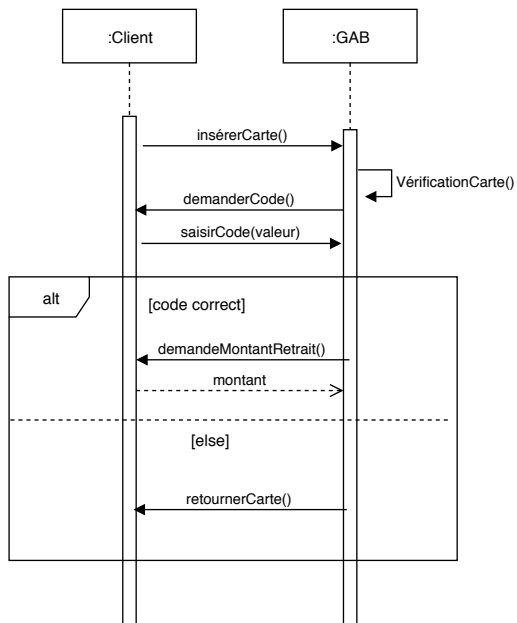 :Client
:GAB
insérerCarte()
VérificationCarte()
demanderCode()
saisirCode(valeur)
alt
[code correct]
demandeMontantRetrait()
montant
[else]
retournerCarte()